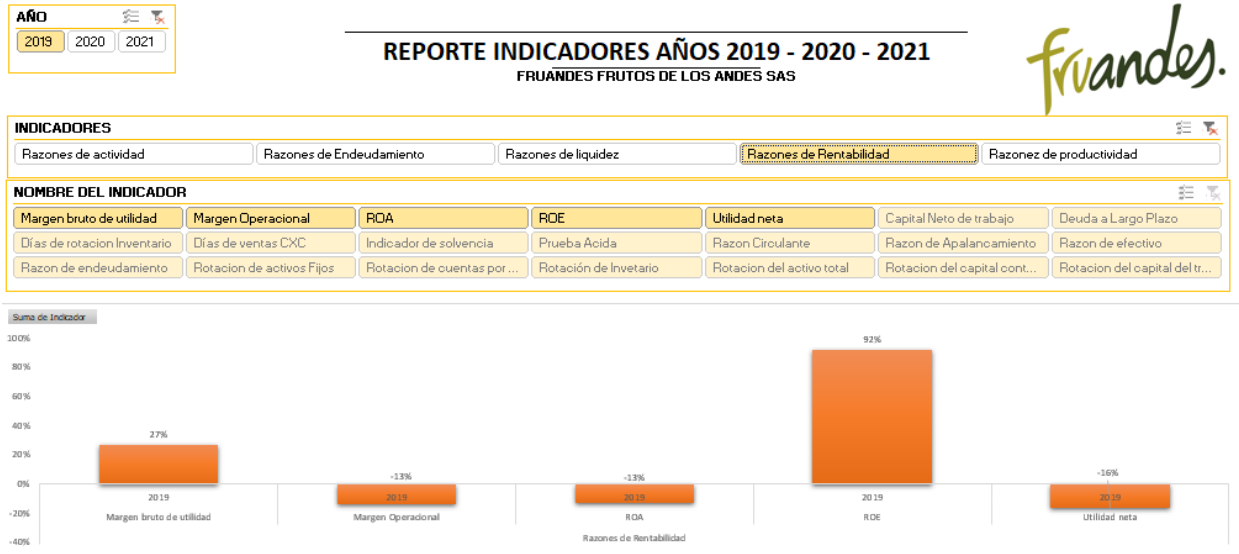 AÑO
2019 2020 2021
REPORTE INDICADORES AÑOS 2019 - 2020 - 2021
FRUANDES FRUTOS DE LOS ANDES SAS
fruandes.
INDICADORES
Razones de actividad Razones de Endeudamiento Razones de liquidez Razones de Rentabilidad Razonez de productividad
NOMBRE DEL INDICADOR
Margen bruto de utilidad Margen Operacional ROA ROE Utilidad neta Capital Neto de trabajo Deuda a Largo Plazo
Días de rotacion Inventario Días de ventas CXC Indicador de solvencia Prueba Acida Razon Circulante Razon de Apalancamiento Razon de efectivo
Razon de endeudamiento Rotacion de activos Fijos Rotacion de cuentas por ... Rotación de Invetario Rotacion del activo total Rotacion del capital cont... Rotacion del capital del tr...
Suma de Indicador
100%
80%
60%
40%
20%
0%
-20%
-40%
27% -13% -13% 92% -16%
2019 2019 2019 2019 2019
Margen bruto de utilidad Margen Operacional ROA ROE Utilidad neta
Razones de Rentabilidad